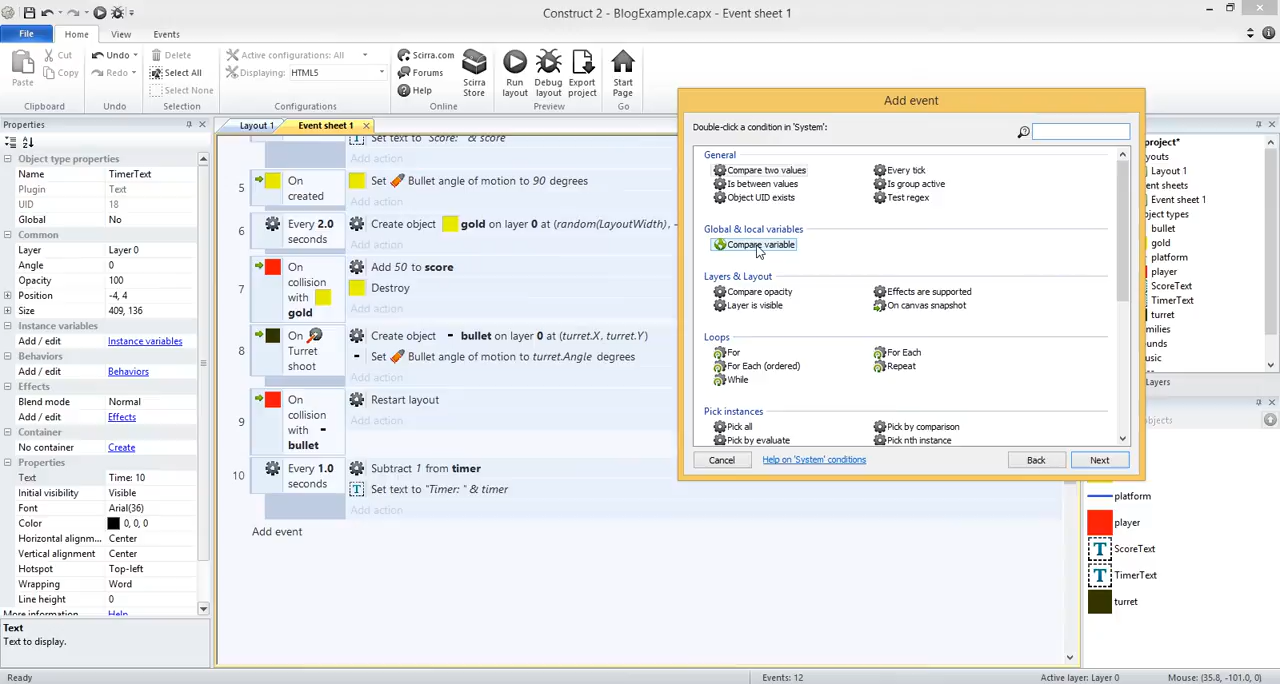 Construct 2 - BlogExample.capx - Event sheet 1
File
Home
View
Events
Paste
Cut
Copy
Clipboard
Undo
Redo
Undo
Delete
Select All
Select None
Selection
Active configurations: All
Displaying: HTML5
Configurations
Scirra.com
Forums
Help
Scirra Store
Online
Run layout
Debug layout
Export project
Preview
Start Page
Go
Properties
Object type properties
Name TimerText
Plugin Text
UID 18
Global No
Common
Layer Layer 0
Angle 0
Opacity 100
Position -4, 4
Size 409, 136
Instance variables
Add / edit Instance variables
Behaviors
Add / edit Behaviors
Effects
Blend mode Normal
Add / edit Effects
Container
No container Create
Properties
Text Time: 10
Initial visibility Visible
Font Arial(36)
Color 0, 0, 0
Horizontal alignm... Center
Vertical alignment Center
Hotspot Top-left
Wrapping Word
Line height 0
More information Help
Text
Text to display.
Layout 1
Event sheet 1
Set text to "Score: " & score
Add action
5
On created
Set Bullet angle of motion to 90 degrees
Add action
6
Every 2.0 seconds
Create object gold on layer 0 at (random(LayoutWidth), -
Add action
7
On collision with gold
Add 50 to score
Destroy
Add action
8
On Turret shoot
Create object bullet on layer 0 at (turret.X, turret.Y)
Set Bullet angle of motion to turret.Angle degrees
Add action
9
On collision with bullet
Restart layout
Add action
10
Every 1.0 seconds
Subtract 1 from timer
Set text to "Timer: " & timer
Add action
Add event
Add event
Double-click a condition in 'System':
General
Compare two values
Every tick
Is between values
Is group active
Object UID exists
Test regex
Global & local variables
Compare variable
Layers & Layout
Compare opacity
Effects are supported
Layer is visible
On canvas snapshot
Loops
For
For Each
For Each (ordered)
Repeat
While
Pick instances
Pick all
Pick by comparison
Pick by evaluate
Pick nth instance
Cancel
Help on 'System' conditions
Back
Next
project*
Layout 1
Event sheet 1
bullet
gold
platform
player
ScoreText
TimerText
turret
Layers
platform
player
T ScoreText
T TimerText
turret
Ready
Events: 12
Active layer: Layer 0
Mouse: (35.8, -101.0, 0)